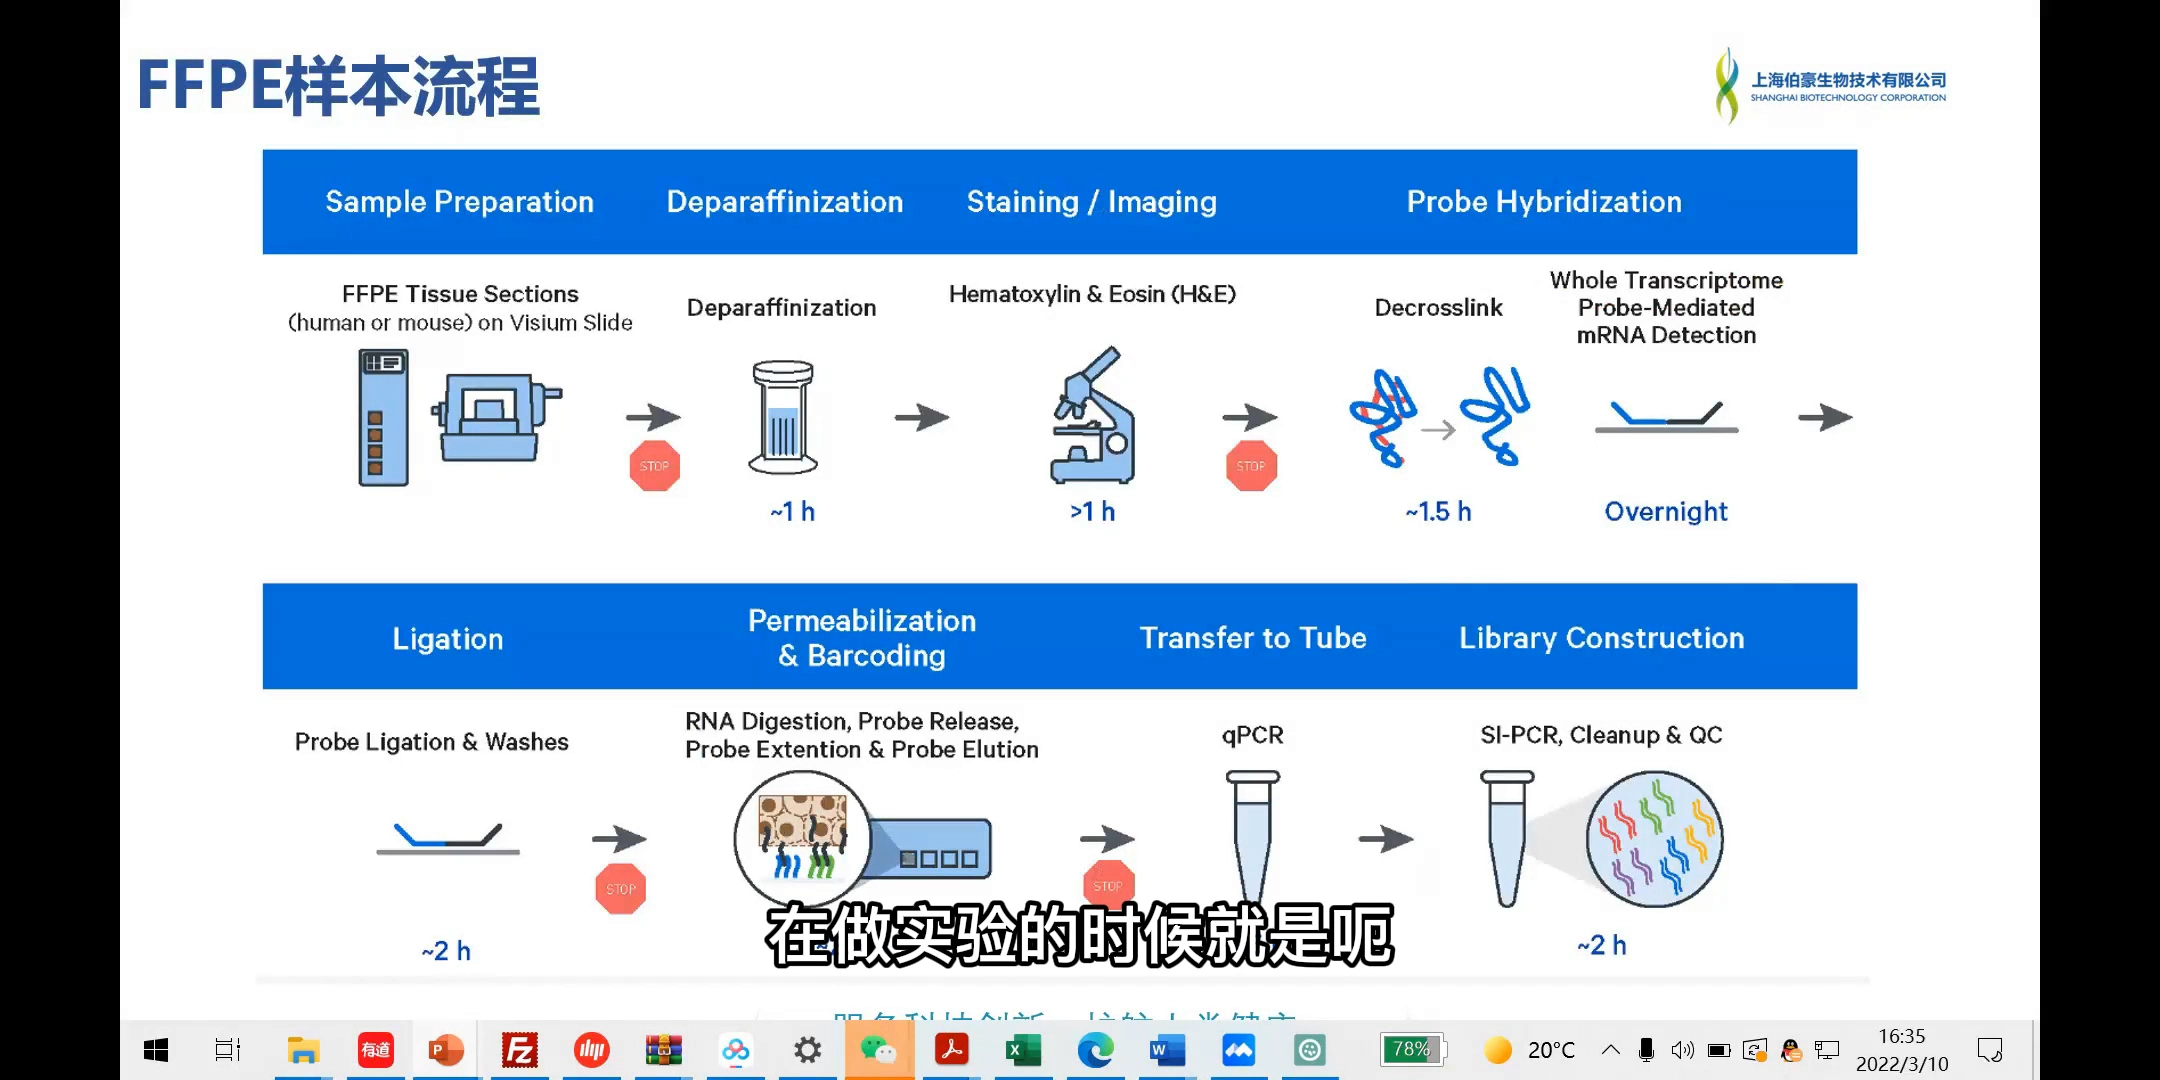 FFPE样本流程
上海伯豪生物技术有限公司
SHANGHAI BIOTECHNOLOGY CORPORATION
Sample Preparation
Deparaffinization
Staining / Imaging
Probe Hybridization
FFPE Tissue Sections
(human or mouse) on Visium Slide
Deparaffinization
Hematoxylin & Eosin (H&E)
Decrosslink
Whole Transcriptome
Probe-Mediated
mRNA Detection
STOP
STOP
~1 h
>1 h
~1.5 h
Overnight
Ligation
Permeabilization
& Barcoding
Transfer to Tube
Library Construction
Probe Ligation & Washes
RNA Digestion, Probe Release,
Probe Extention & Probe Elution
qPCR
SI-PCR, Cleanup & QC
STOP
STOP
~2 h
~2 h
在做实验的时候就是呃
有道
78%
20°C
16:35
2022/3/10